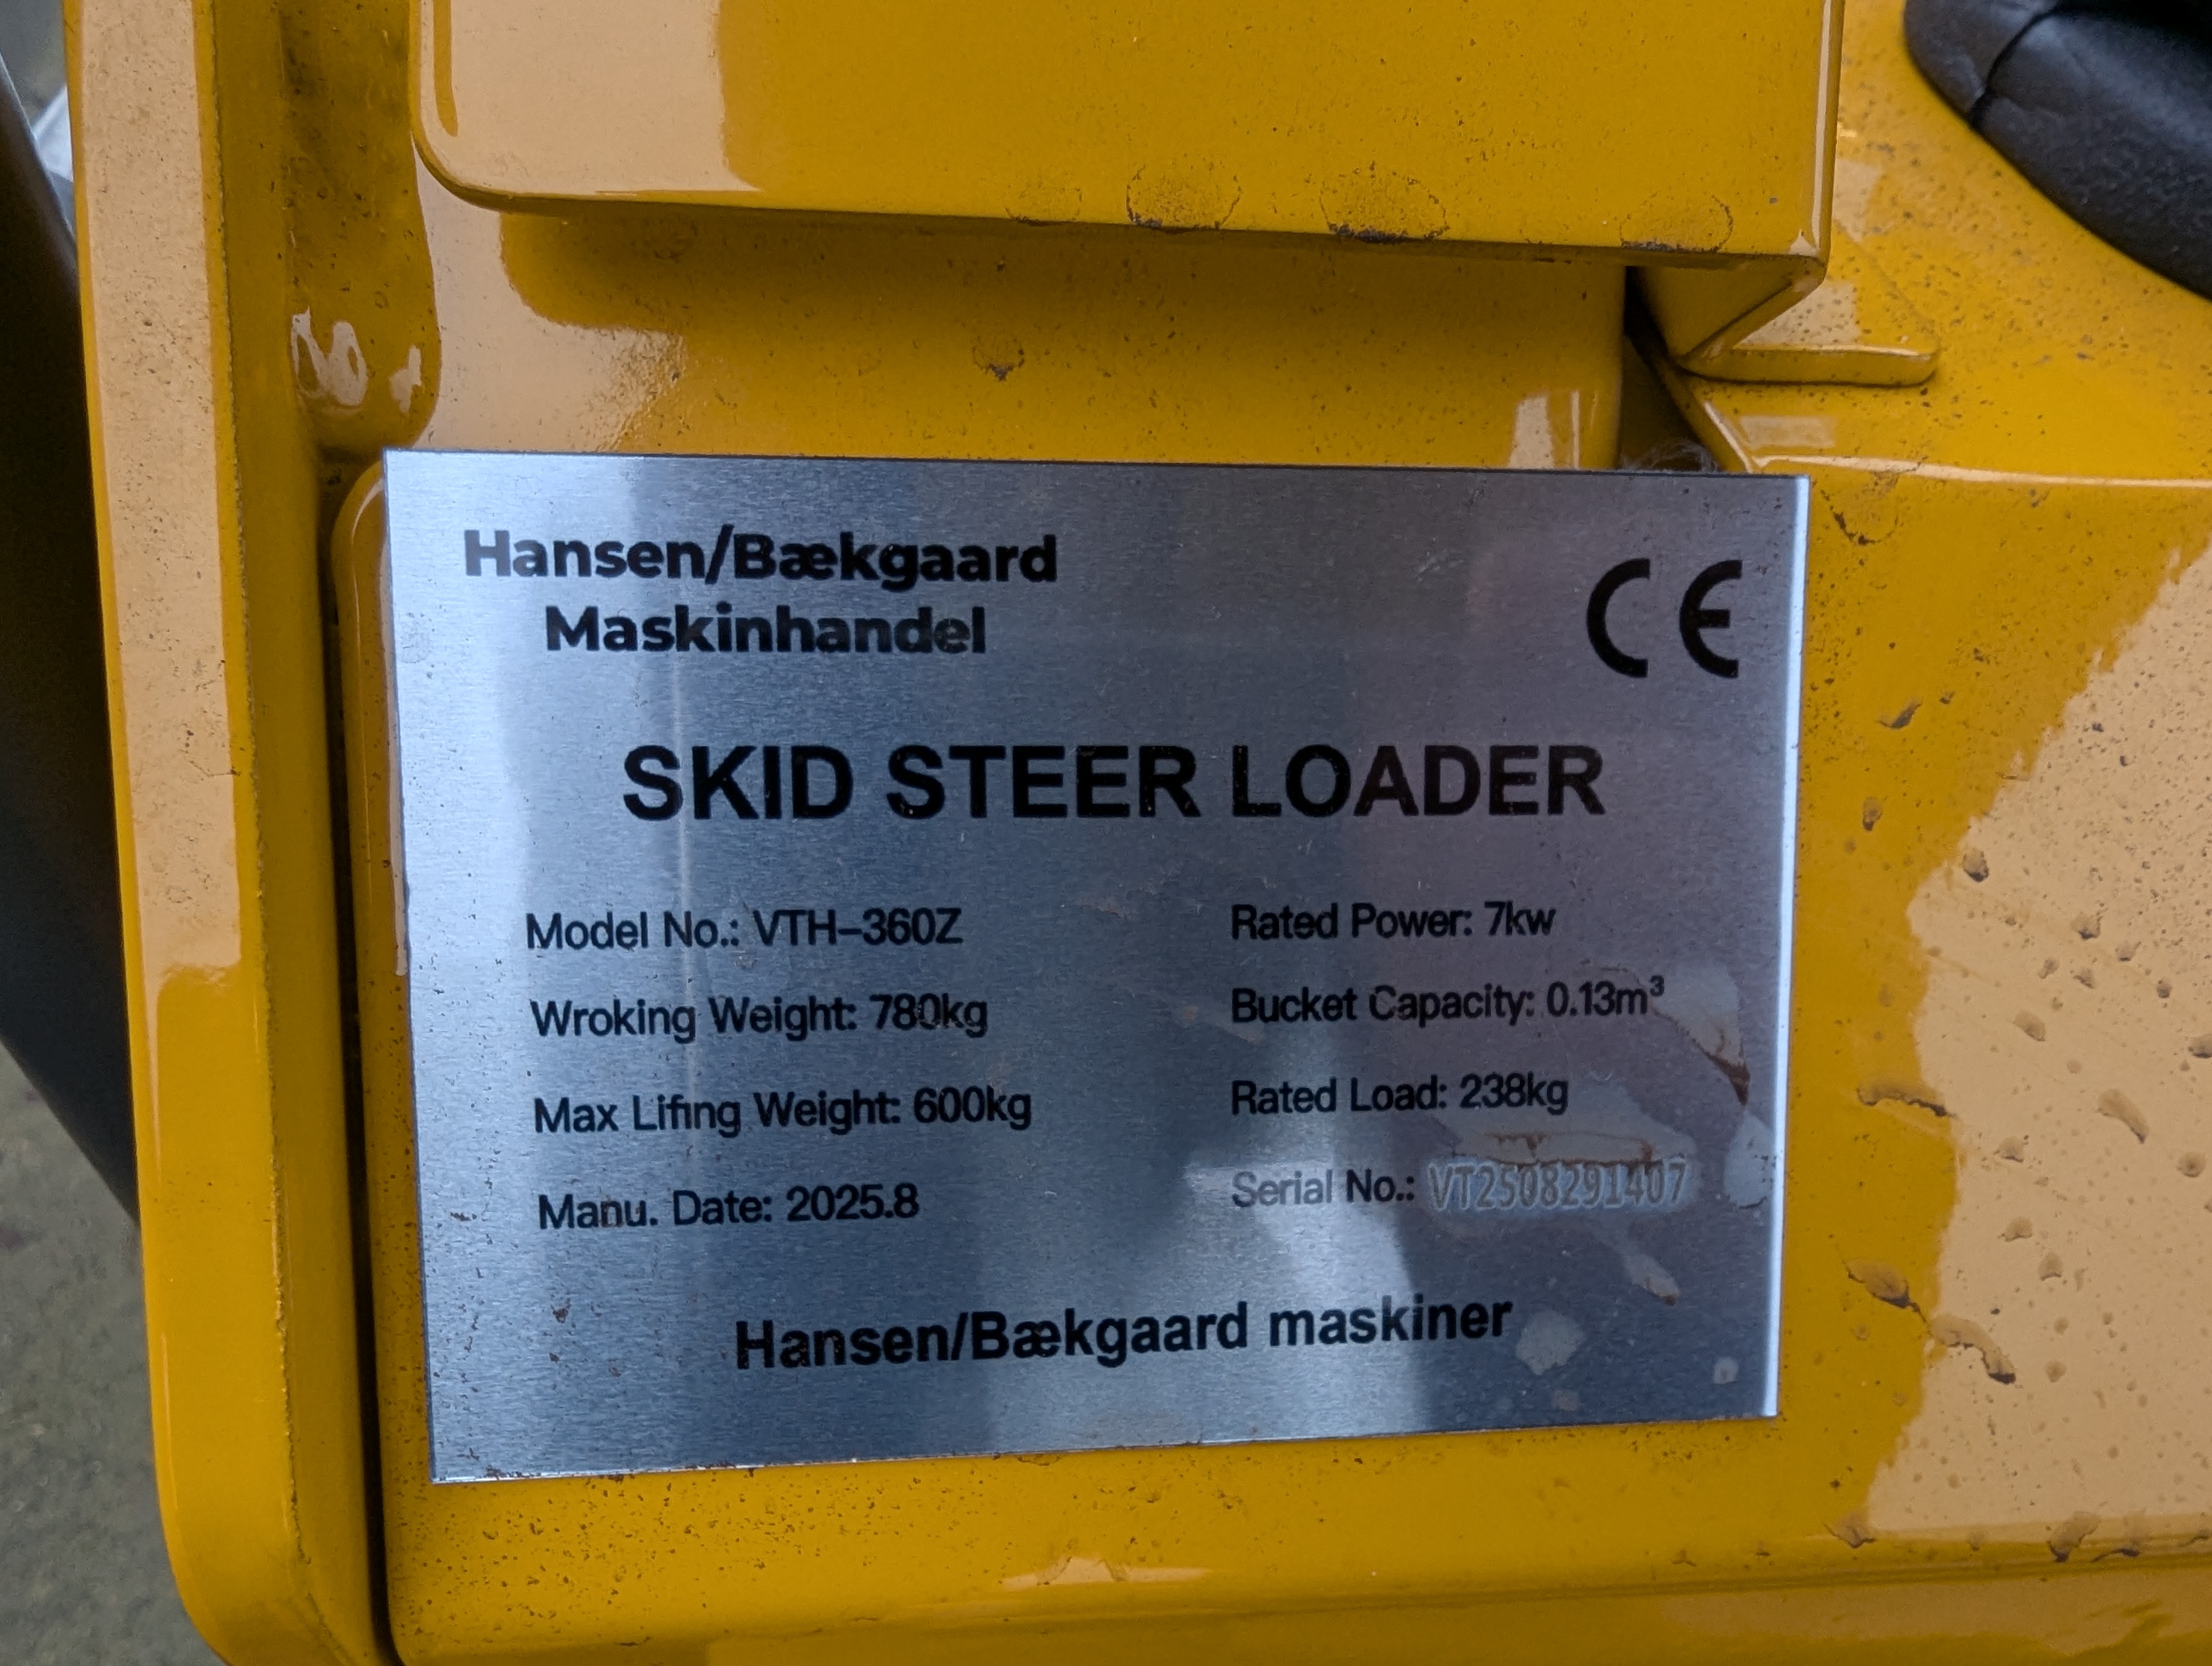 Hansen/Bækgaard
Maskinhandel
CE
SKID STEER LOADER
Model No.: VTH-360Z
Rated Power: 7kw
Wroking Weight: 780kg
Bucket Capacity: 0.13m³
Max Lifing Weight: 600kg
Rated Load: 238kg
Manu. Date: 2025.8
Serial No.: VT2508291407
Hansen/Bækgaard maskiner